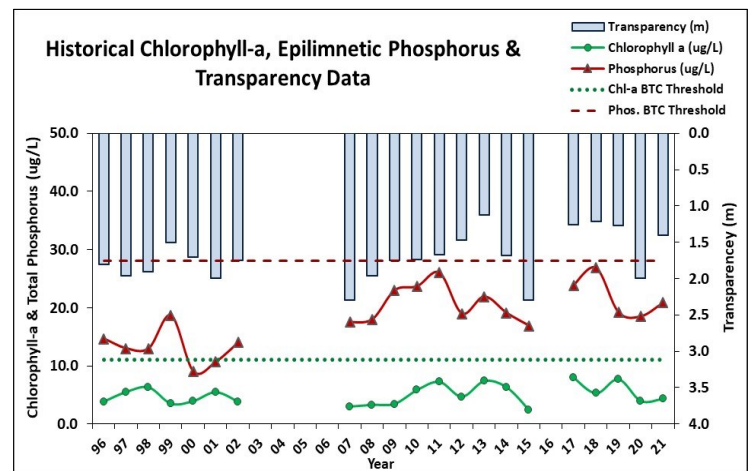 Historical Chlorophyll-a, Epilimnetic Phosphorus &
Transparency Data
Transparency (m)
Chlorophyll a (ug/L)
Phosphorus (ug/L)
Chl-a BTC Threshold
Phos. BTC Threshold
Chlorophyll-a & Total Phosphorus (ug/L)
50.0
40.0
30.0
20.0
10.0
0.0
0.0
0.5
1.0
1.5
2.0
2.5
3.0
3.5
4.0
Transparencey (m)
96 97 98 99 00 01 02 03 04 05 06 07 08 09 10 11 12 13 14 15 16 17 18 19 20 21
Year